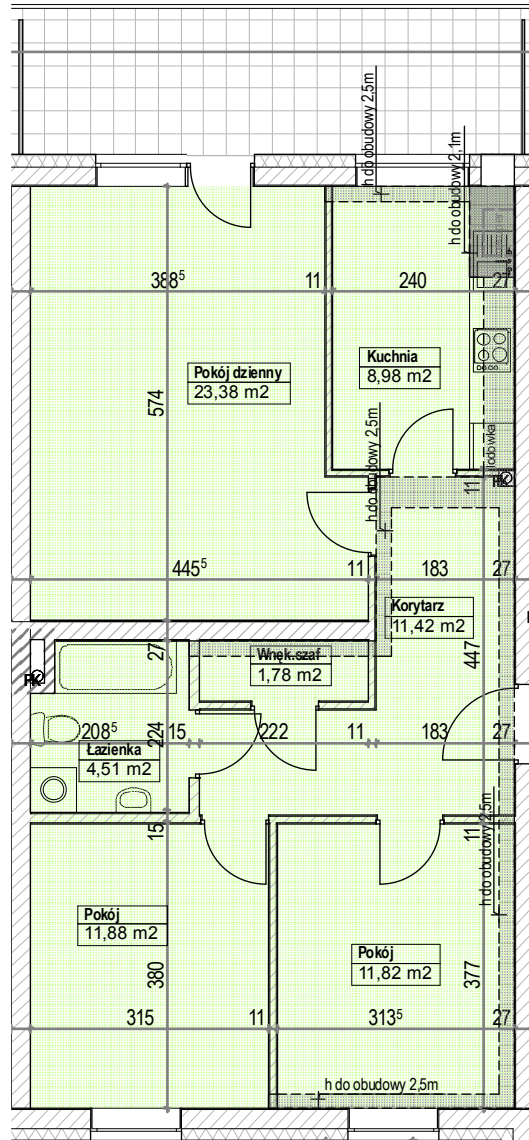 h do obudowy 2,5m
h do obudowy 2,1m
388⁵ 11 240 27
Kuchnia
8,98 m2
Pokój dzienny
23,38 m2
574
h do obudowy 2,5m
lodówka
11
PK
445⁵ 11 183 27
Korytarz
11,42 m2
447
27
Wnęk.szaf
1,78 m2
PK
208⁵ 15 222 11 183 27
224
Łazienka
4,51 m2
15
11
h do obudowy 2,5m
Pokój
11,88 m2
380
Pokój
11,82 m2
377
315 11 313⁵ 27
h do obudowy 2,5m